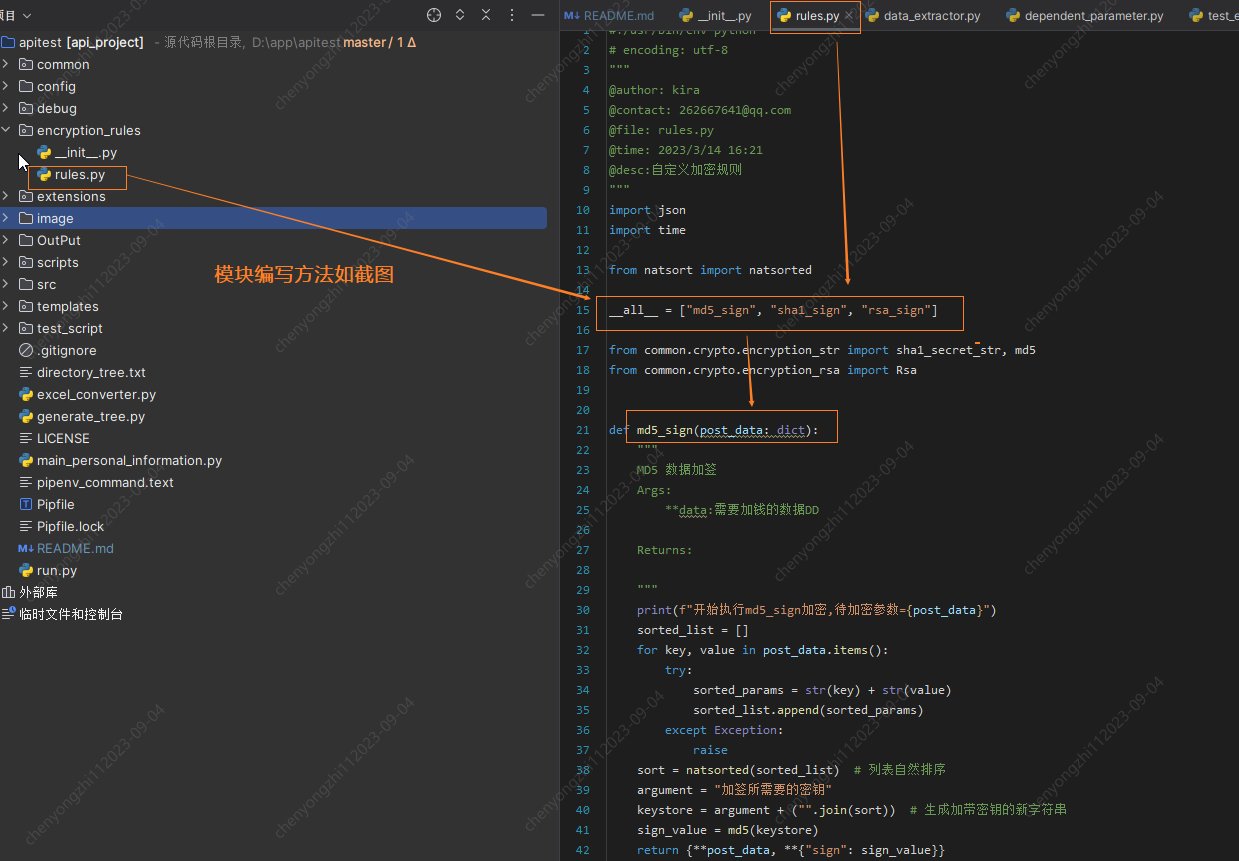 项目
apitest [api_project] - 源代码根目录, D:\app\apitest master / 1 Δ
common
config
debug
encryption_rules
__init__.py
rules.py
extensions
image
OutPut
scripts
src
templates
test_script
.gitignore
directory_tree.txt
excel_converter.py
generate_tree.py
LICENSE
main_personal_information.py
pipenv_command.text
Pipfile
Pipfile.lock
README.md
run.py
外部库
临时文件和控制台
模块编写方法如截图
README.md __init__.py rules.py data_extractor.py dependent_parameter.py test_e
1 #!/usr/bin/env python
2 # encoding: utf-8
3 """
4 @author: kira
5 @contact: 262667641@qq.com
6 @file: rules.py
7 @time: 2023/3/14 16:21
8 @desc:自定义加密规则
9 """
10 import json
11 import time
12
13 from natsort import natsorted
14
15 __all__ = ["md5_sign", "sha1_sign", "rsa_sign"]
16
17 from common.crypto.encryption_str import sha1_secret_str, md5
18 from common.crypto.encryption_rsa import Rsa
19
20
21 def md5_sign(post_data: dict):
22 """
23 MD5 数据加签
24 Args:
25 **data:需要加钱的数据DD
26
27 Returns:
28
29 """
30 print(f"开始执行md5_sign加密,待加密参数={post_data}")
31 sorted_list = []
32 for key, value in post_data.items():
33 try:
34 sorted_params = str(key) + str(value)
35 sorted_list.append(sorted_params)
36 except Exception:
37 raise
38 sort = natsorted(sorted_list) # 列表自然排序
39 argument = "加签所需要的密钥"
40 keystore = argument + ("".join(sort)) # 生成加带密钥的新字符串
41 sign_value = md5(keystore)
42 return {**post_data, **{"sign": sign_value}}
chenyongzhi112023-09-04